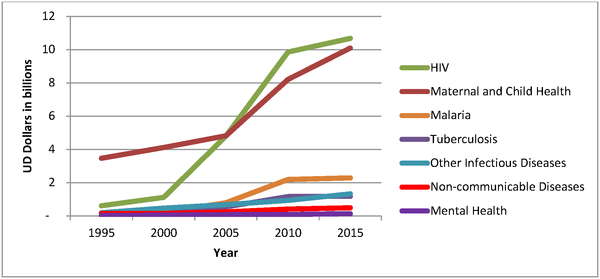 12
10
8
6
4
2
-
UD Dollars in billions
1995 2000 2005 2010 2015
Year
HIV
Maternal and Child Health
Malaria
Tuberculosis
Other Infectious Diseases
Non-communicable Diseases
Mental Health